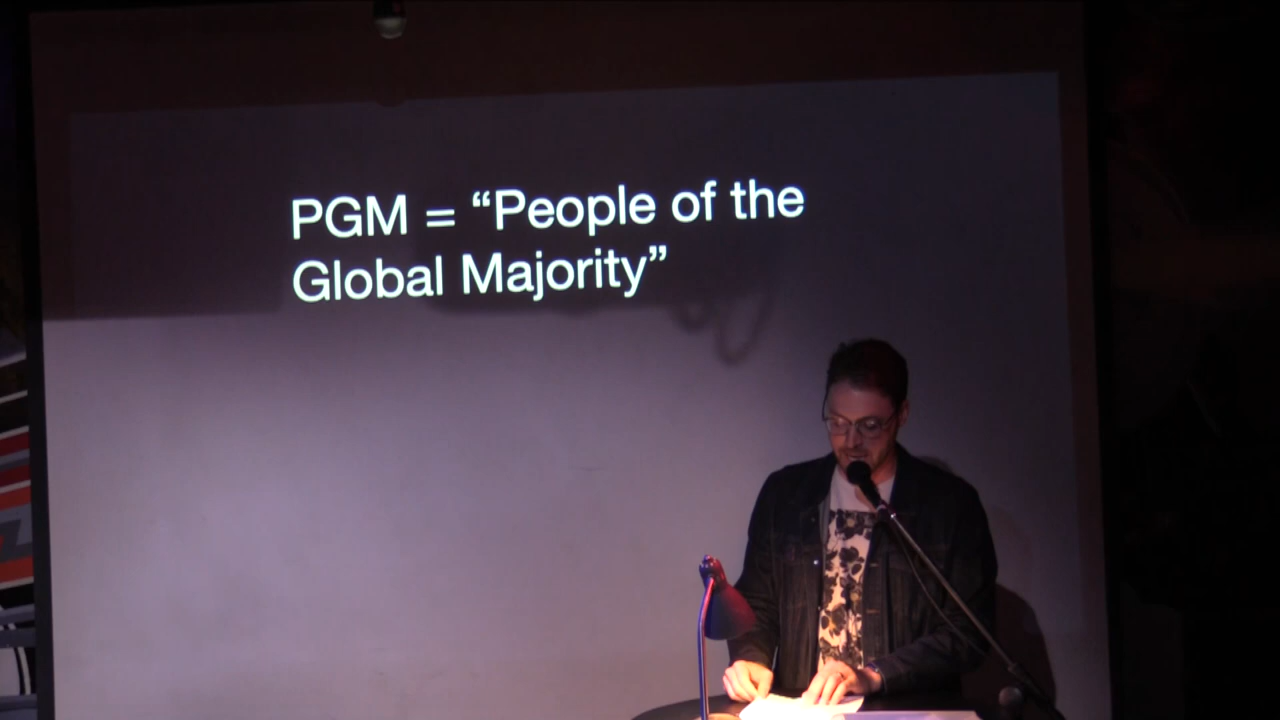 PGM = “People of the
Global Majority”